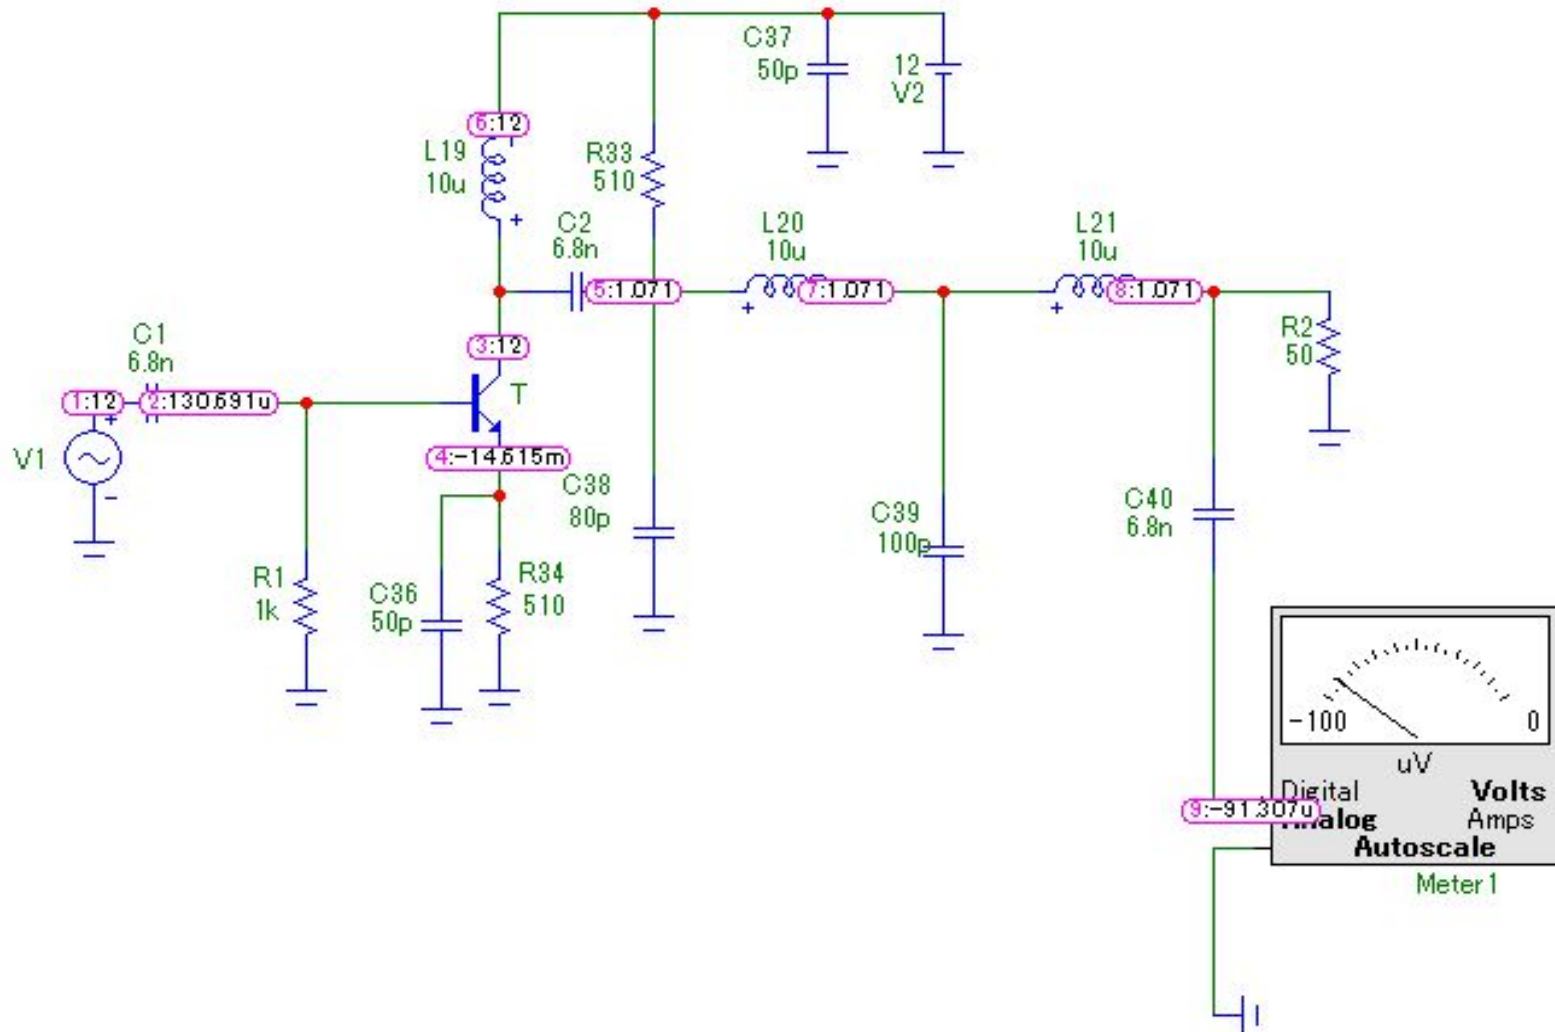 C37
50p
12
V2
6:12
L19
10u
R33
510
C2
6.8n
L20
10u
L21
10u
5:1.071
7:1.071
8:1.071
R2
50
C1
6.8n
3:12
T
1:12
2:130.691u
V1
4:-14.615m
C38
80p
C39
100p
C40
6.8n
R1
1k
C36
50p
R34
510
-100
0
uV
Digital
Volts
9:-91.307u
Analog
Amps
Autoscale
Meter1